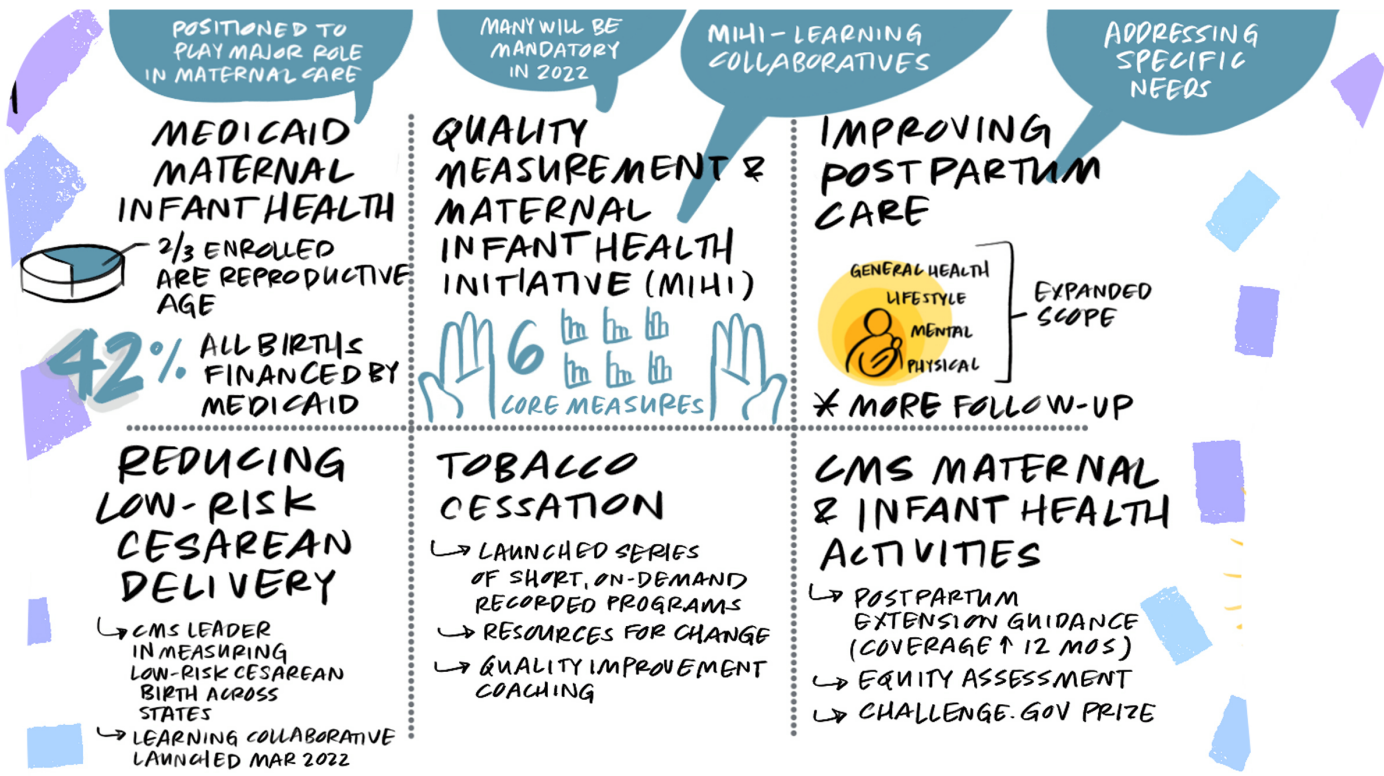 POSITIONED TO
PLAY MAJOR ROLE
IN MATERNAL CARE
MEDICAID
MATERNAL
INFANT HEALTH
2/3 ENROLLED
ARE REPRODUCTIVE
AGE
42%
ALL BIRTHS
FINANCED BY
MEDICAID
MANY WILL BE
MANDATORY
IN 2022
MIHI – LEARNING
COLLABORATIVES
QUALITY
MEASUREMENT &
MATERNAL
INFANT HEALTH
INITIATIVE (MIHI)
6
CORE MEASURES
ADDRESSING
SPECIFIC
NEEDS
IMPROVING
POSTPARTUM
CARE
GENERAL HEALTH
LIFESTYLE
MENTAL
PHYSICAL
EXPANDED
SCOPE
* MORE FOLLOW-UP
REDUCING
LOW-RISK
CESAREAN
DELIVERY
↳ CMS LEADER
IN MEASURING
LOW-RISK CESAREAN
BIRTH ACROSS
STATES
↳ LEARNING COLLABORATIVE
LAUNCHED MAR 2022
TOBACCO
CESSATION
↳ LAUNCHED SERIES
OF SHORT, ON-DEMAND
RECORDED PROGRAMS
↳ RESOURCES FOR CHANGE
↳ QUALITY IMPROVEMENT
COACHING
CMS MATERNAL
& INFANT HEALTH
ACTIVITIES
↳ POSTPARTUM
EXTENSION GUIDANCE
(COVERAGE ↑ 12 MOS)
↳ EQUITY ASSESSMENT
↳ CHALLENGE.GOV PRIZE